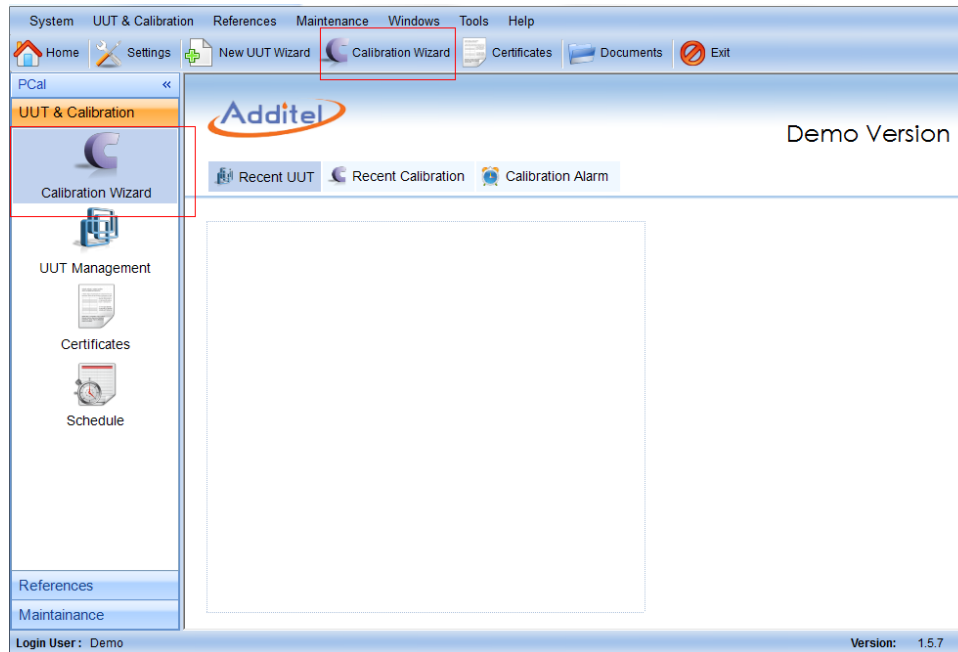 System UUT & Calibration References Maintenance Windows Tools Help
Home Settings New UUT Wizard Calibration Wizard Certificates Documents Exit
PCal «
UUT & Calibration
Calibration Wizard
UUT Management
Certificates
Schedule
References
Maintainance
Additel
Demo Version
Recent UUT Recent Calibration Calibration Alarm
Login User : Demo Version: 1.5.7